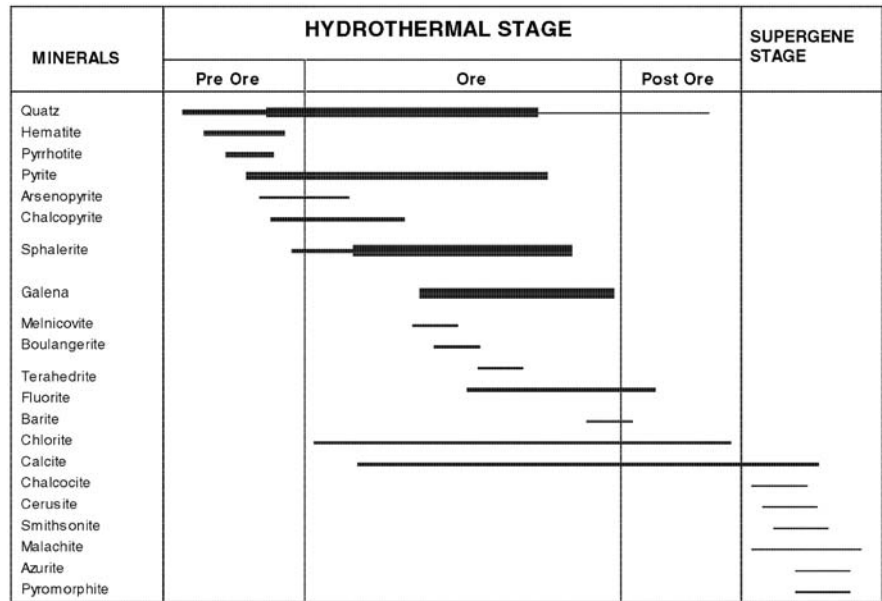 MINERALS
HYDROTHERMAL STAGE
SUPERGENE
STAGE
Pre Ore
Ore
Post Ore
Quatz
Hematite
Pyrrhotite
Pyrite
Arsenopyrite
Chalcopyrite
Sphalerite
Galena
Melnicovite
Boulangerite
Terahedrite
Fluorite
Barite
Chlorite
Calcite
Chalcocite
Cerusite
Smithsonite
Malachite
Azurite
Pyromorphite